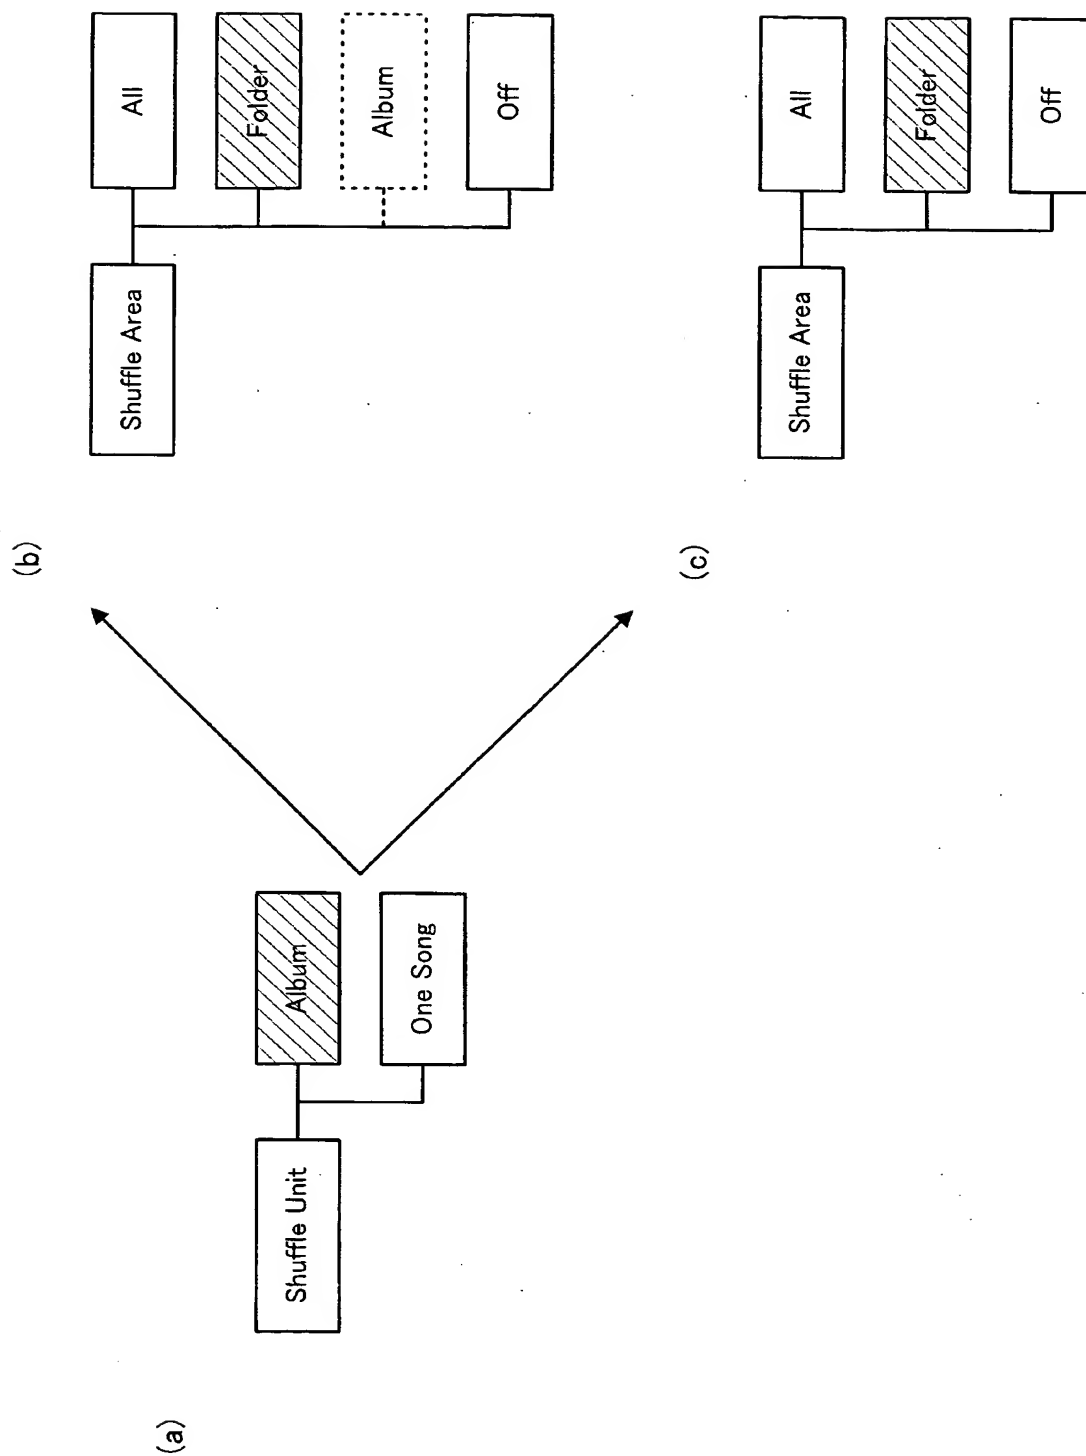 (a)
Shuffle Unit
Album
One Song
(b)
Shuffle Area
All
Folder
Album
Off
(c)
Shuffle Area
All
Folder
Off